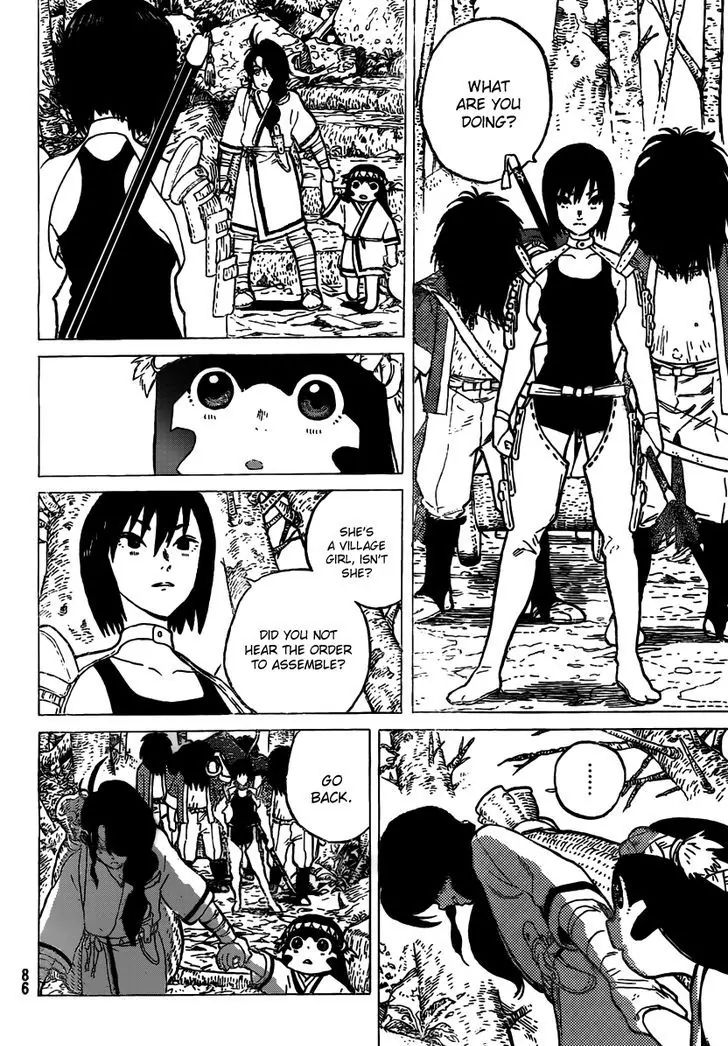 WHAT
ARE YOU
DOING?
SHE'S
A VILLAGE
GIRL, ISN'T
SHE?
DID YOU NOT
HEAR THE ORDER
TO ASSEMBLE?
......
GO
BACK.
86